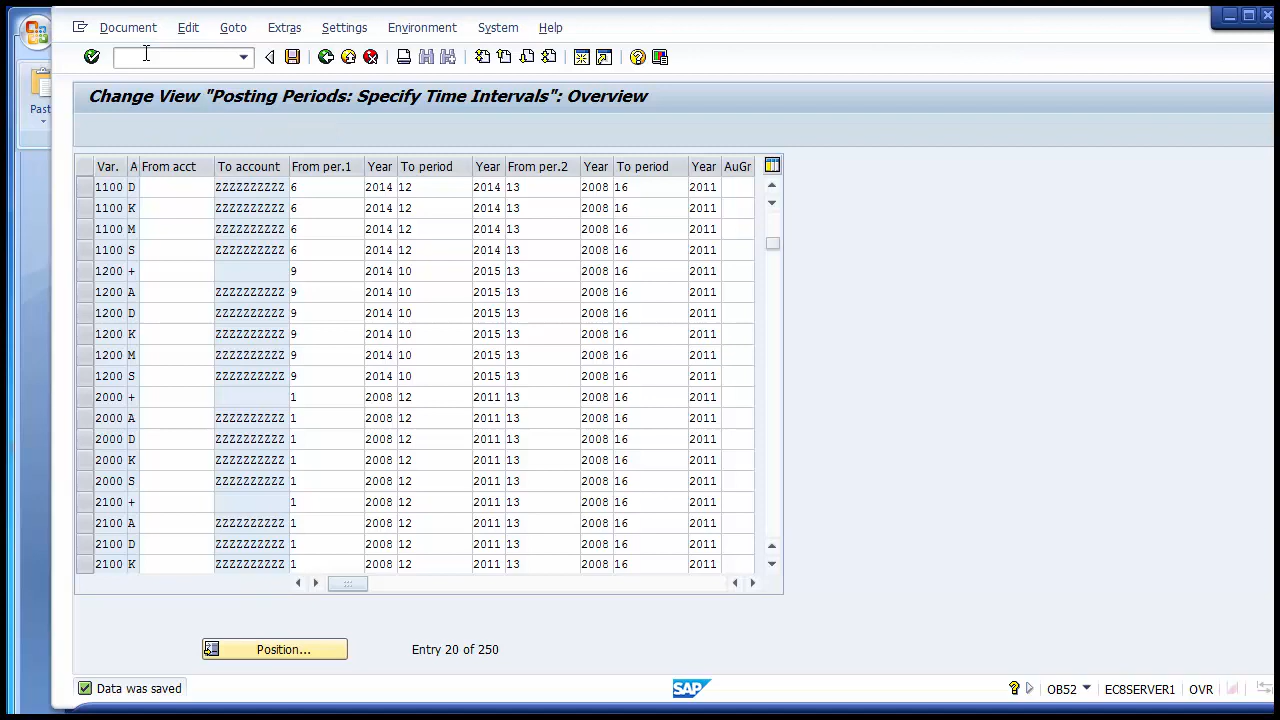 Document Edit Goto Extras Settings Environment System Help
Change View "Posting Periods: Specify Time Intervals": Overview
Past
Var. A From acct To account From per.1 Year To period Year From per.2 Year To period Year AuGr
1100 D ZZZZZZZZZZ 6 2014 12 2014 13 2008 16 2011
1100 K ZZZZZZZZZZ 6 2014 12 2014 13 2008 16 2011
1100 M ZZZZZZZZZZ 6 2014 12 2014 13 2008 16 2011
1100 S ZZZZZZZZZZ 6 2014 12 2014 13 2008 16 2011
1200 + 9 2014 10 2015 13 2008 16 2011
1200 A ZZZZZZZZZZ 9 2014 10 2015 13 2008 16 2011
1200 D ZZZZZZZZZZ 9 2014 10 2015 13 2008 16 2011
1200 K ZZZZZZZZZZ 9 2014 10 2015 13 2008 16 2011
1200 M ZZZZZZZZZZ 9 2014 10 2015 13 2008 16 2011
1200 S ZZZZZZZZZZ 9 2014 10 2015 13 2008 16 2011
2000 + 1 2008 12 2011 13 2008 16 2011
2000 A ZZZZZZZZZZ 1 2008 12 2011 13 2008 16 2011
2000 D ZZZZZZZZZZ 1 2008 12 2011 13 2008 16 2011
2000 K ZZZZZZZZZZ 1 2008 12 2011 13 2008 16 2011
2000 S ZZZZZZZZZZ 1 2008 12 2011 13 2008 16 2011
2100 + 1 2008 12 2011 13 2008 16 2011
2100 A ZZZZZZZZZZ 1 2008 12 2011 13 2008 16 2011
2100 D ZZZZZZZZZZ 1 2008 12 2011 13 2008 16 2011
2100 K ZZZZZZZZZZ 1 2008 12 2011 13 2008 16 2011
Position... Entry 20 of 250
Data was saved SAP OB52 EC8SERVER1 OVR